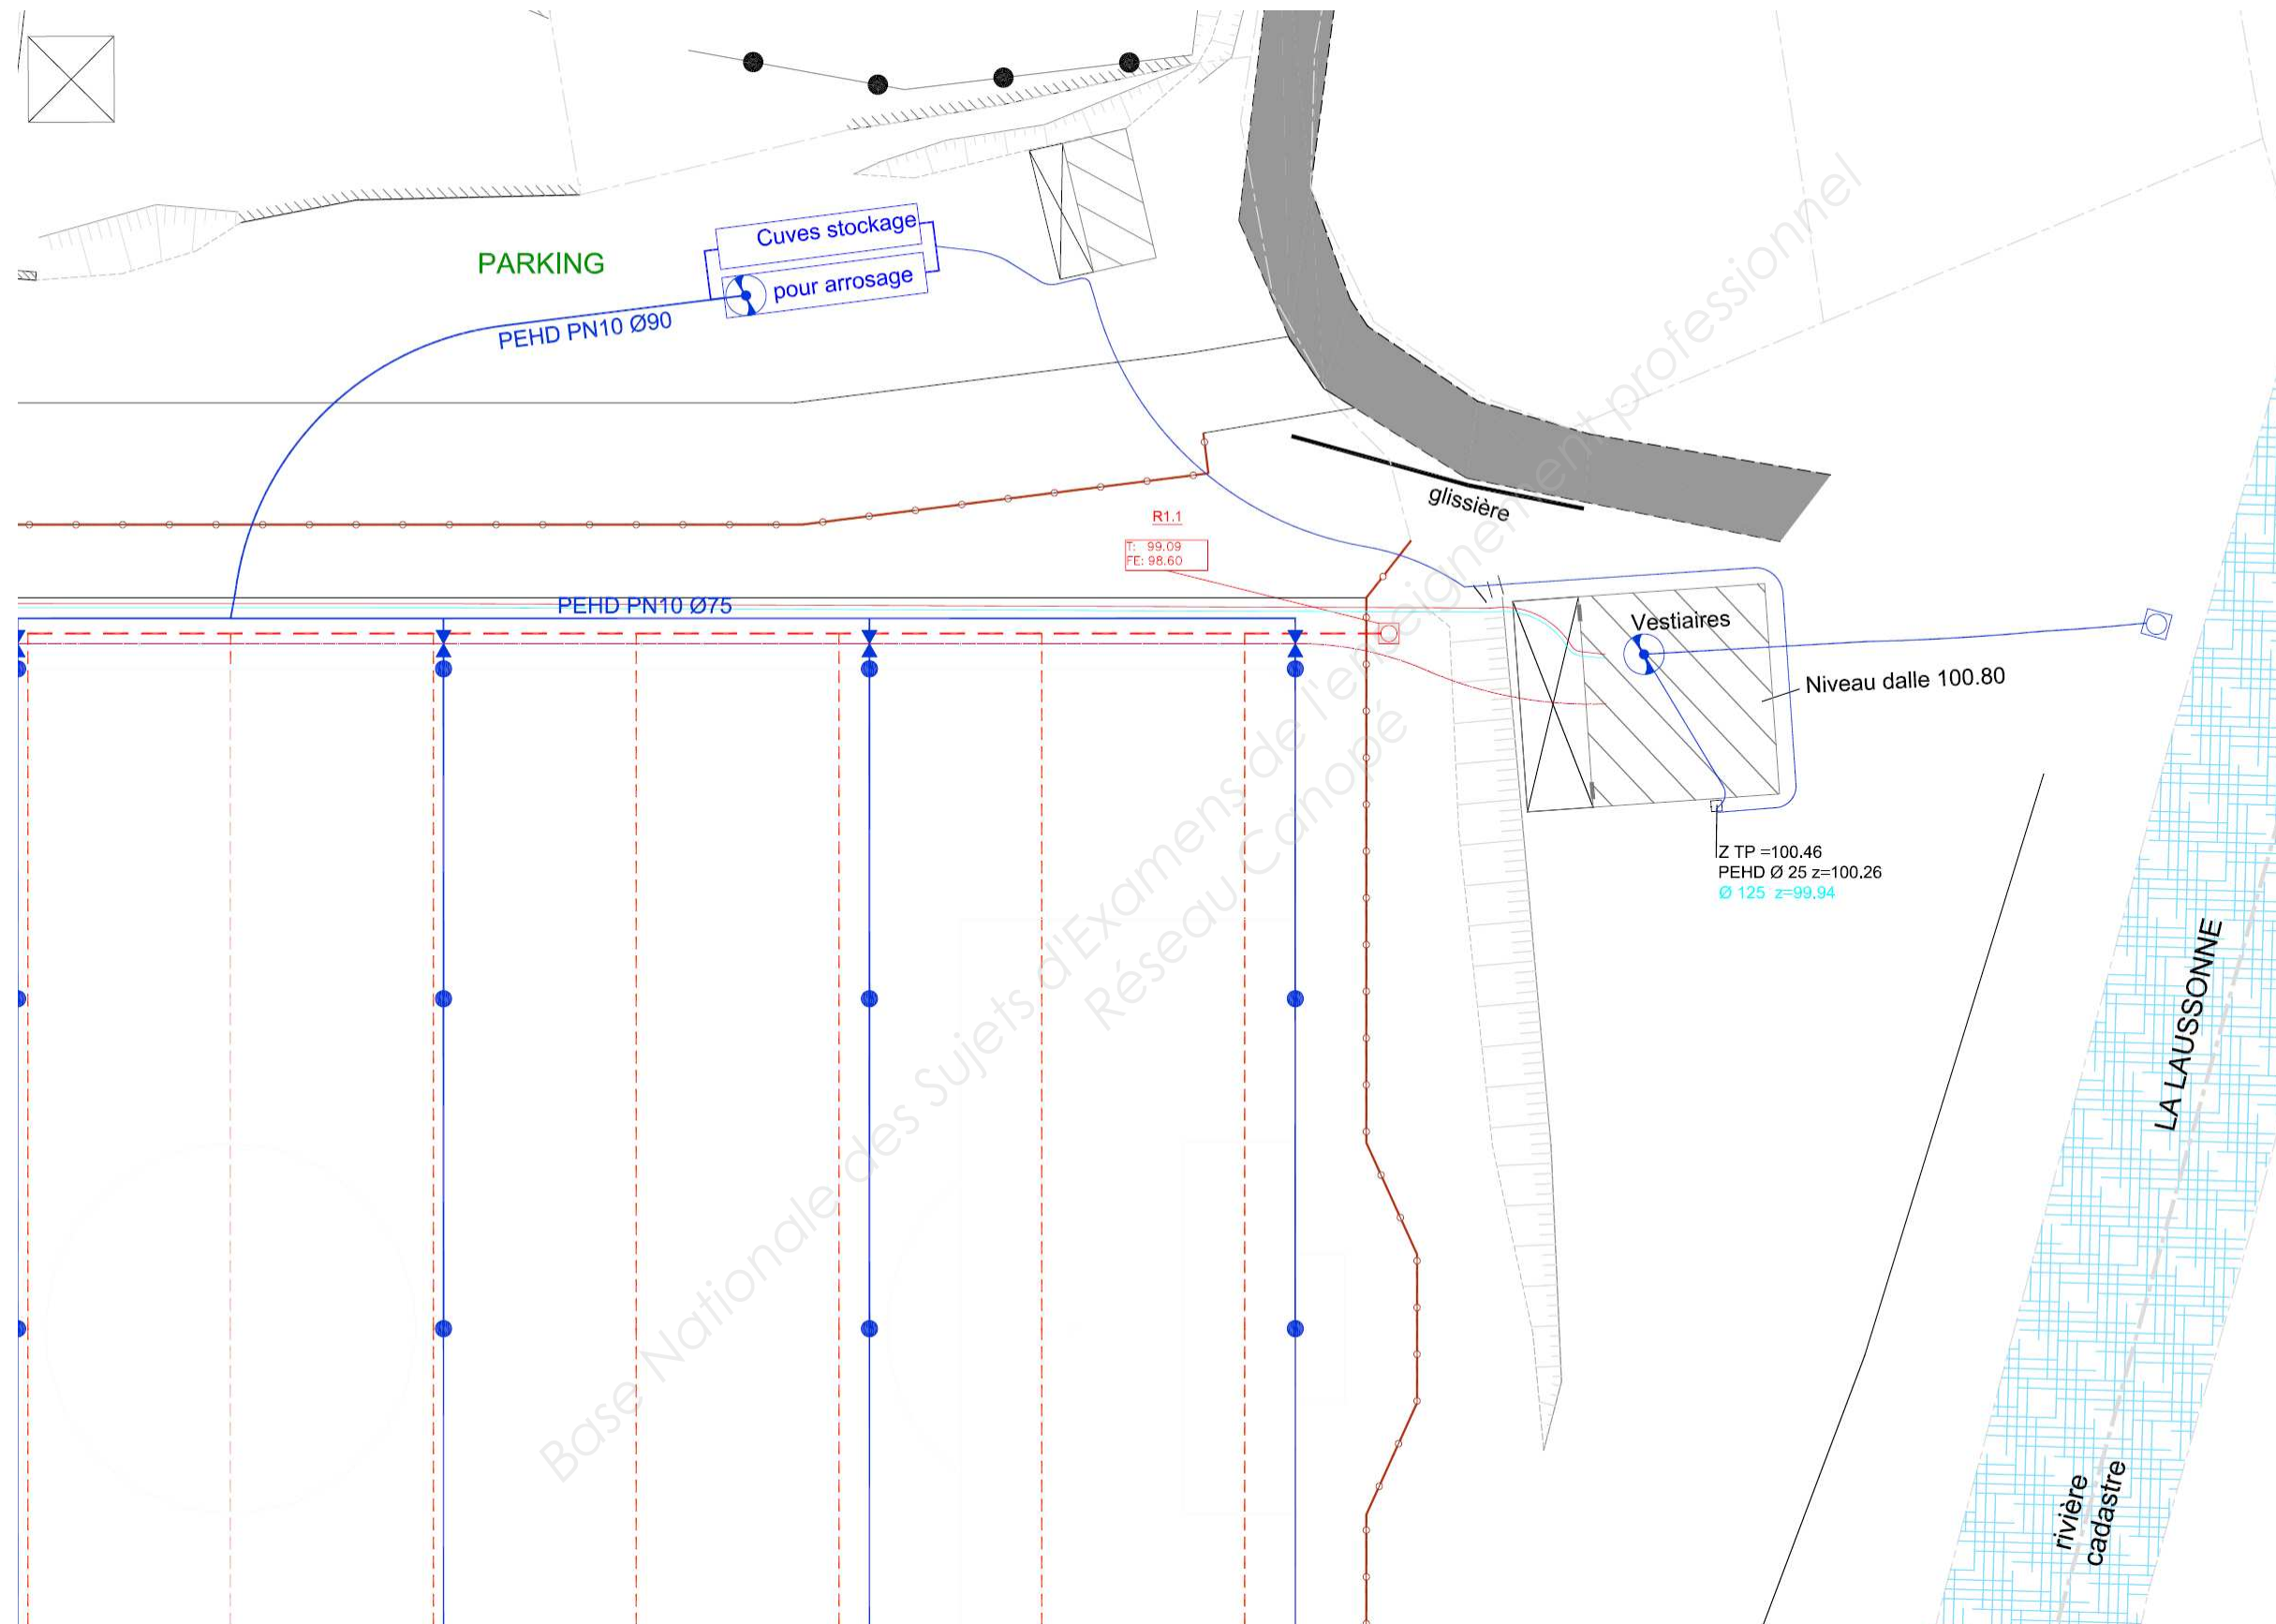 Cuves stockage
PARKING
pour arrosage
PEHD PN10 Ø90
glissière
R1.1
T: 99.09
FE: 98.60
PEHD PN10 Ø75
Vestiaires
Niveau dalle 100.80
Z TP =100.46
PEHD Ø 25 z=100.26
Ø 125 z=99.94
LA LAUSSONNE
rivière
cadastre
Base Nationale des Sujets d'Examens de l'enseignement professionnel
Réseau Canopé